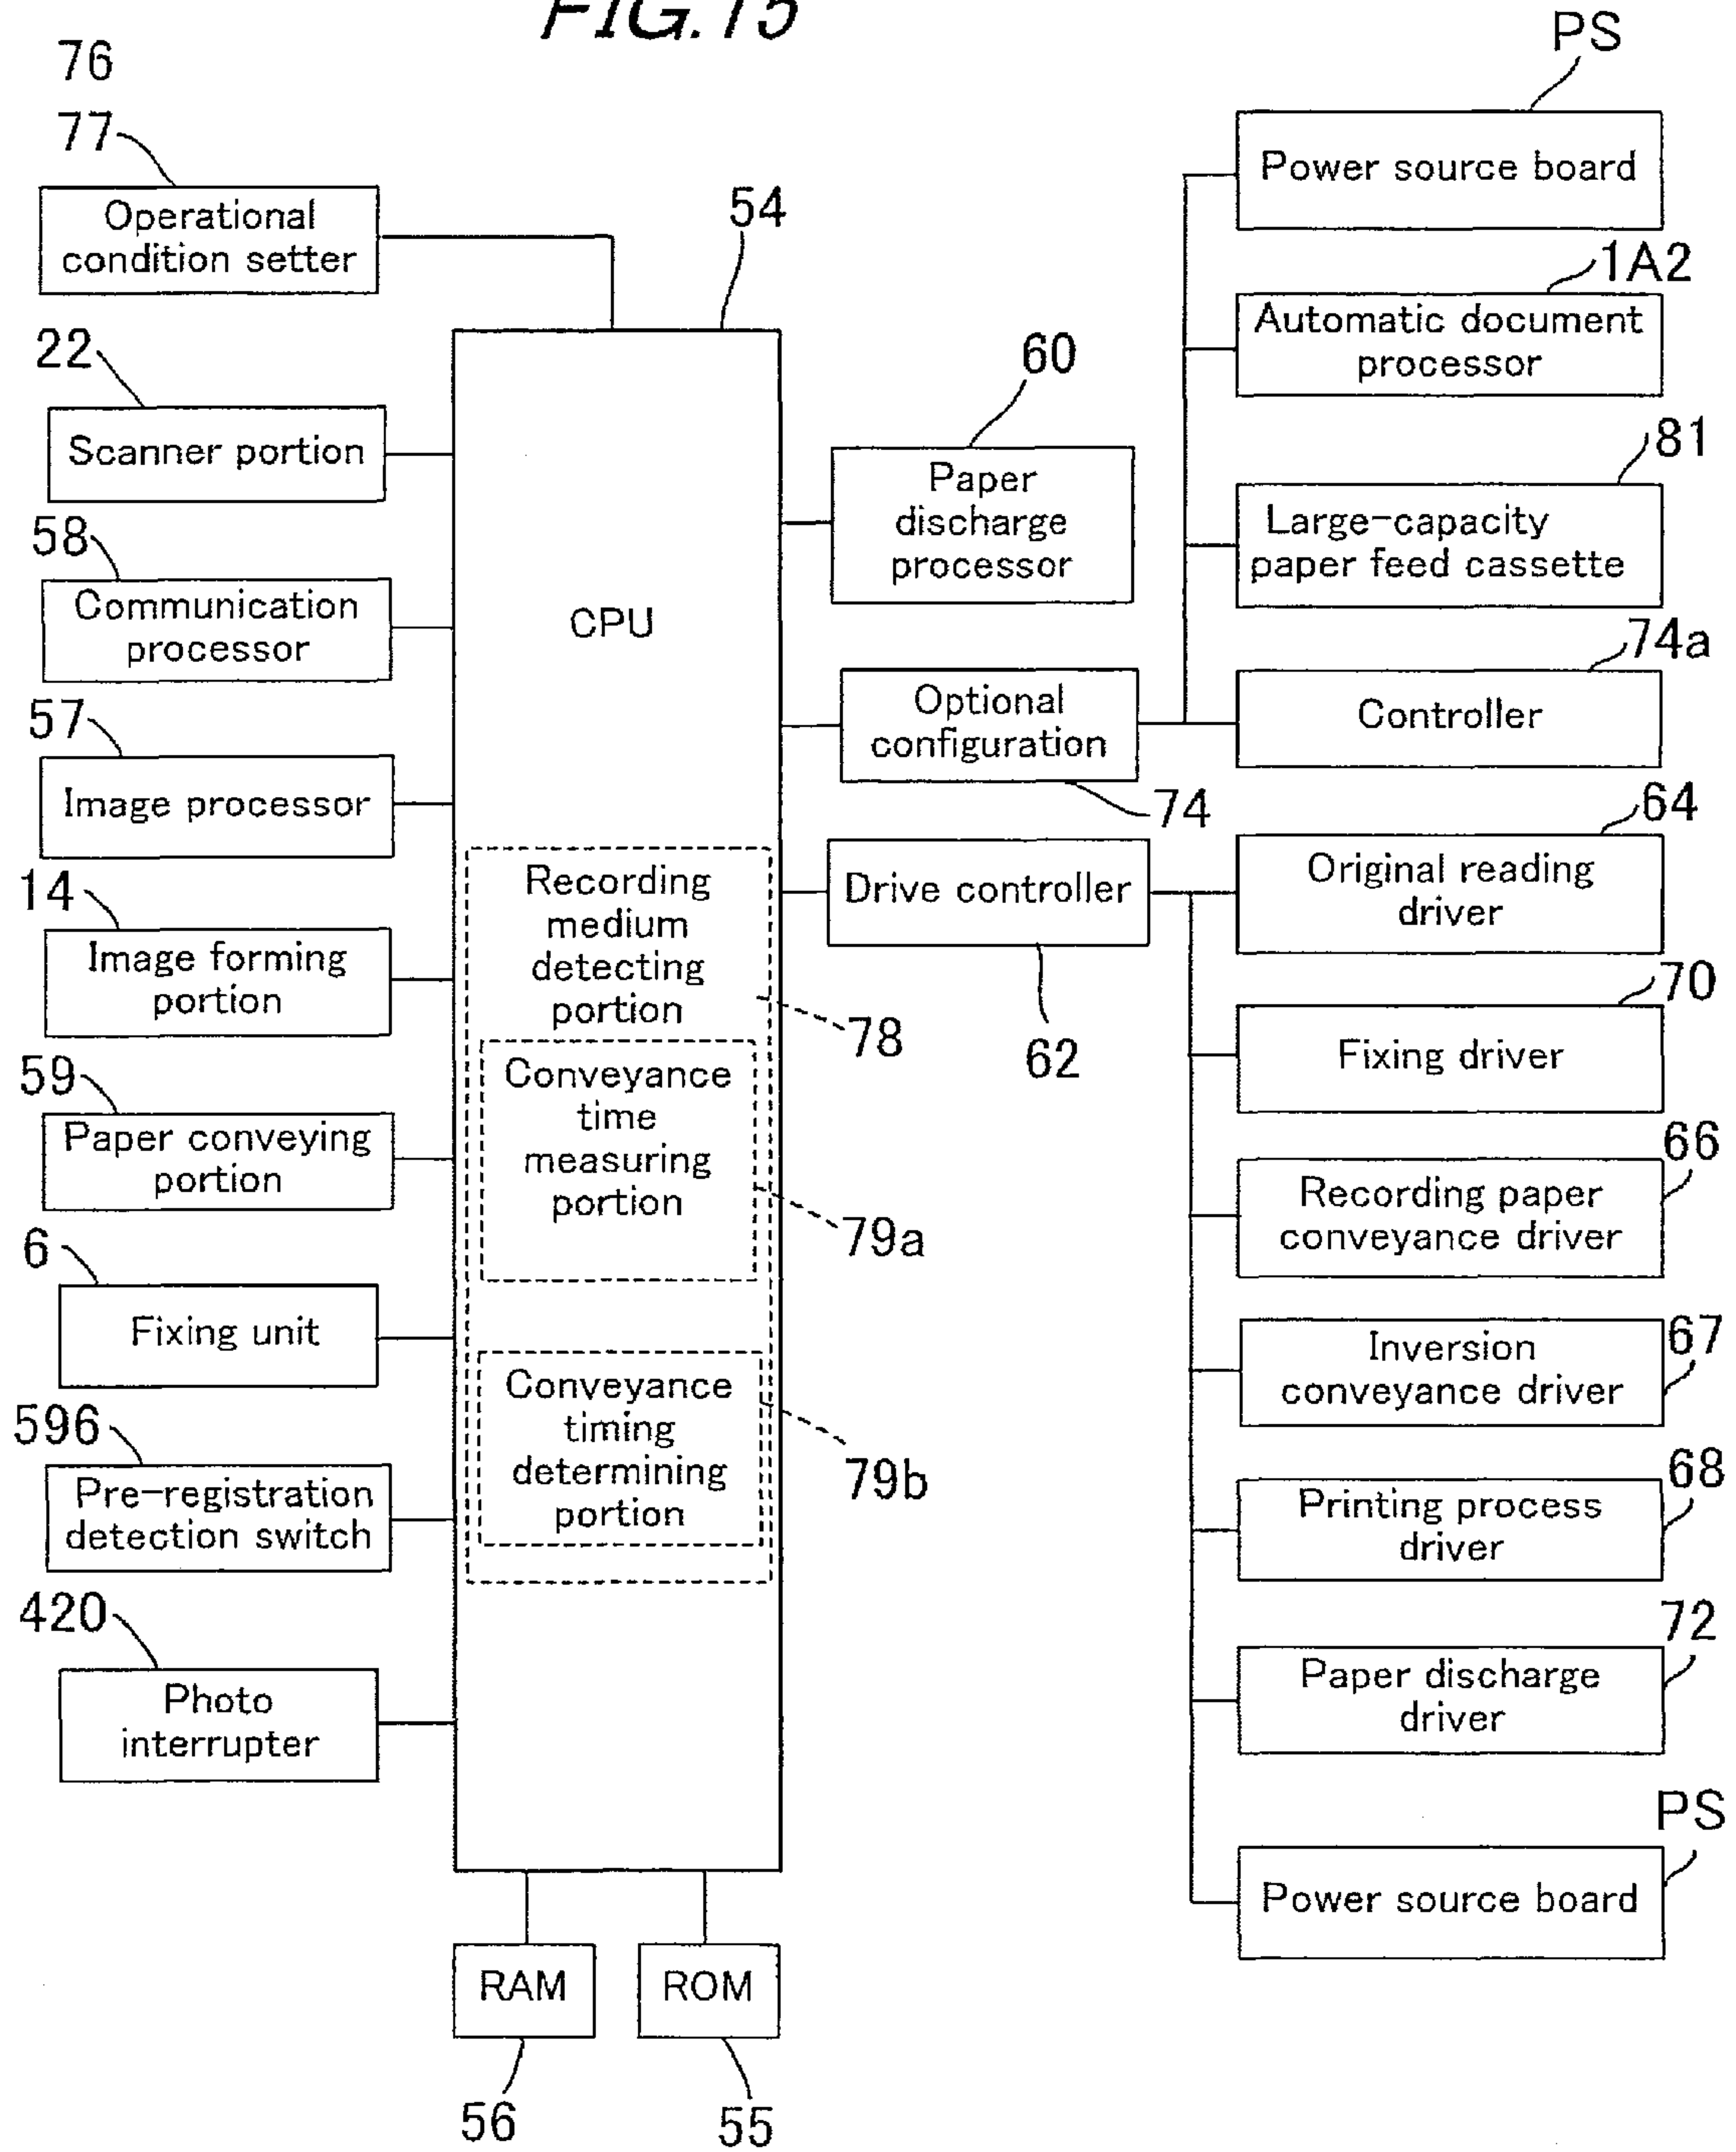 FIG.15
76
77
Operational
condition setter
22
Scanner portion
58
Communication
processor
57
Image processor
14
Image forming
portion
59
Paper conveying
portion
6
Fixing unit
596
Pre-registration
detection switch
420
Photo
interrupter
54
CPU
Recording
medium
detecting
portion
78
Conveyance
time
measuring
portion
79a
Conveyance
timing
determining
portion
79b
RAM
56
ROM
55
60
Paper
discharge
processor
Optional
configuration
74
Drive controller
62
PS
Power source board
1A2
Automatic document
processor
81
Large-capacity
paper feed cassette
74a
Controller
64
Original reading
driver
70
Fixing driver
66
Recording paper
conveyance driver
67
Inversion
conveyance driver
68
Printing process
driver
72
Paper discharge
driver
PS
Power source board